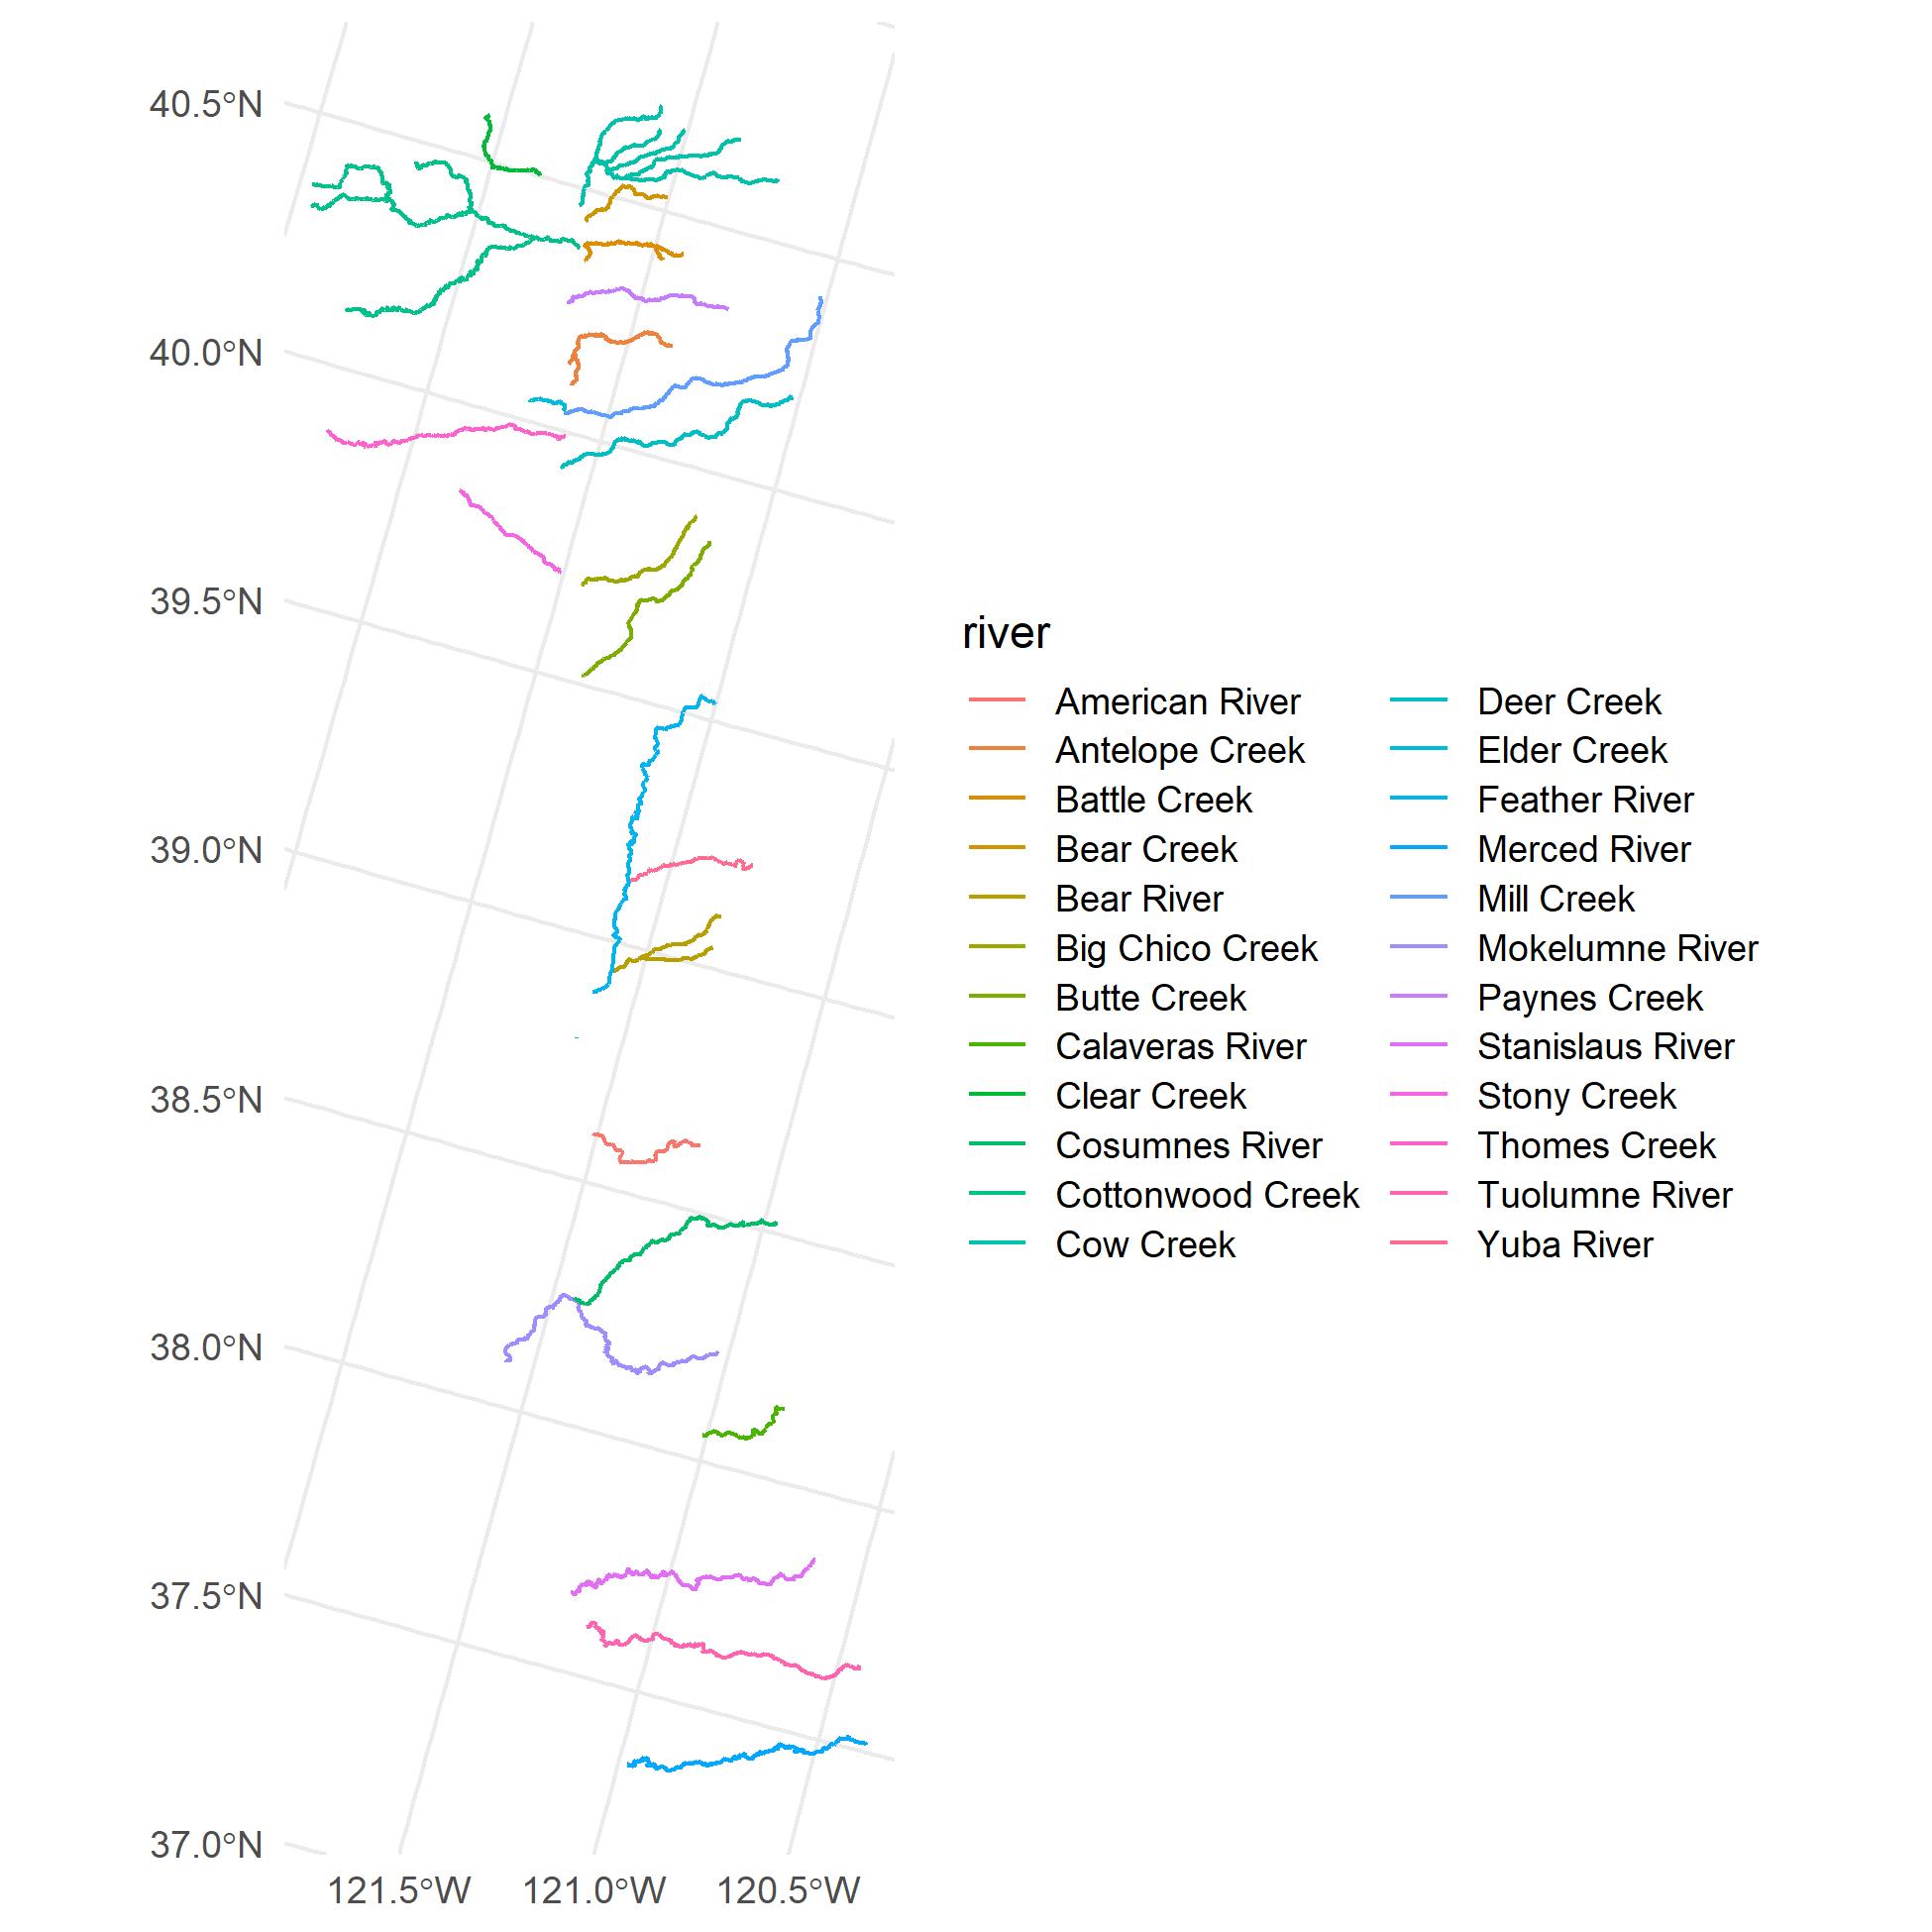 40.5°N
40.0°N
39.5°N
39.0°N
38.5°N
38.0°N
37.5°N
37.0°N
121.5°W
121.0°W
120.5°W
river
American River
Antelope Creek
Battle Creek
Bear Creek
Bear River
Big Chico Creek
Butte Creek
Calaveras River
Clear Creek
Cosumnes River
Cottonwood Creek
Cow Creek
Deer Creek
Elder Creek
Feather River
Merced River
Mill Creek
Mokelumne River
Paynes Creek
Stanislaus River
Stony Creek
Thomes Creek
Tuolumne River
Yuba River